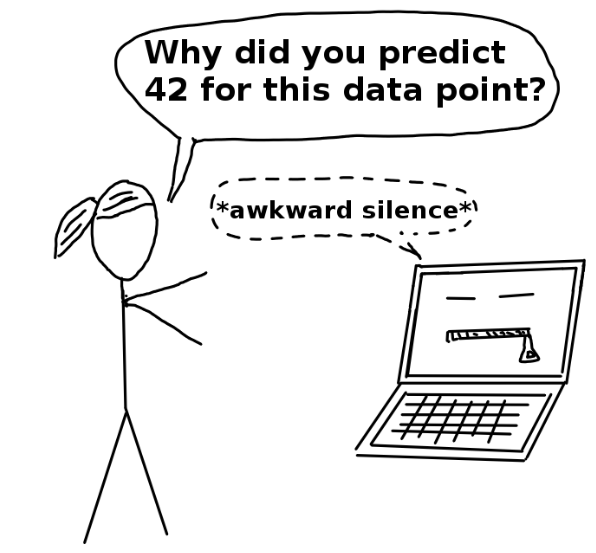 Why did you predict
42 for this data point?
*awkward silence*